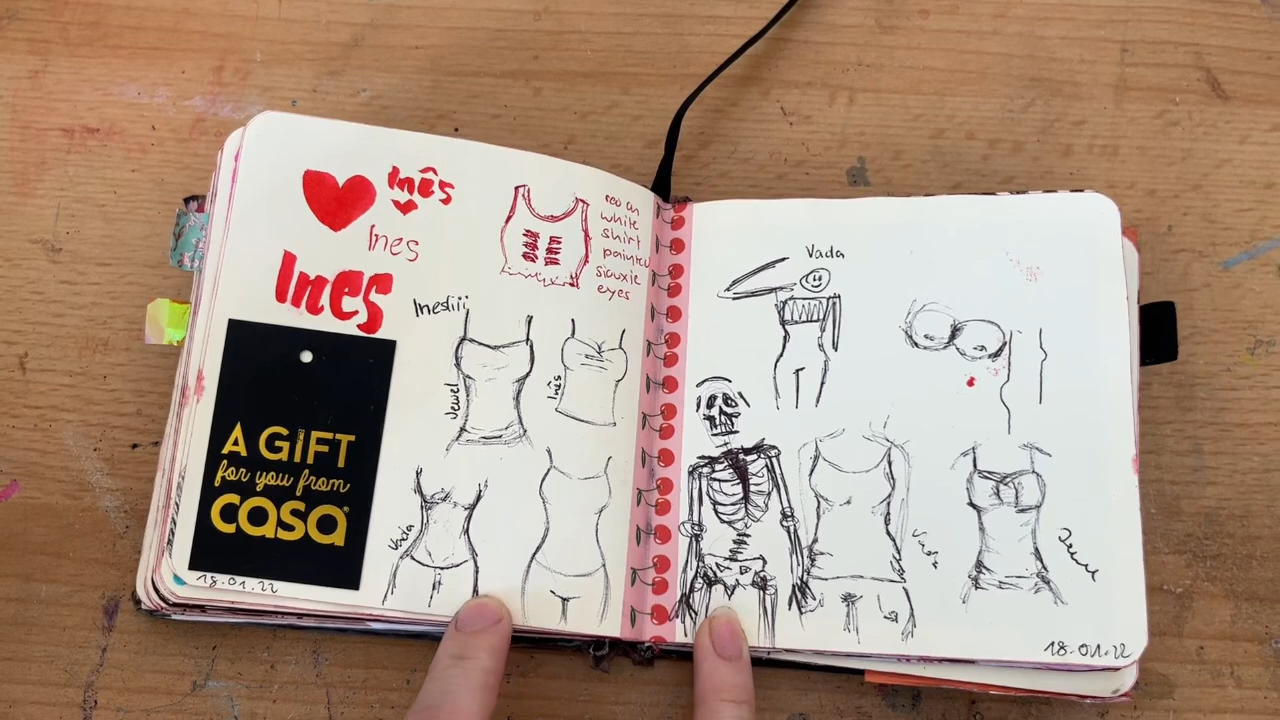 Inês
Ines
Ines
red on
white
shirt
painted
siouxie
eyes
Inesiii
Jewel
Inês
Vada
A GIFT
for you from
casa®
18.01.22
Vada
Vada
18.01.22